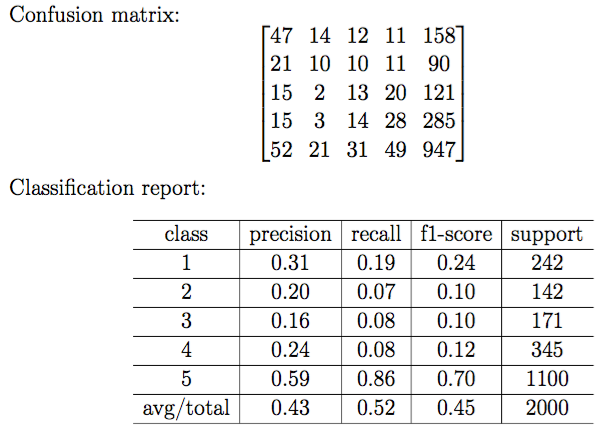 Confusion matrix:
47 14 12 11 158
21 10 10 11 90
15 2 13 20 121
15 3 14 28 285
52 21 31 49 947
Classification report:
class precision recall f1-score support
1 0.31 0.19 0.24 242
2 0.20 0.07 0.10 142
3 0.16 0.08 0.10 171
4 0.24 0.08 0.12 345
5 0.59 0.86 0.70 1100
avg/total 0.43 0.52 0.45 2000